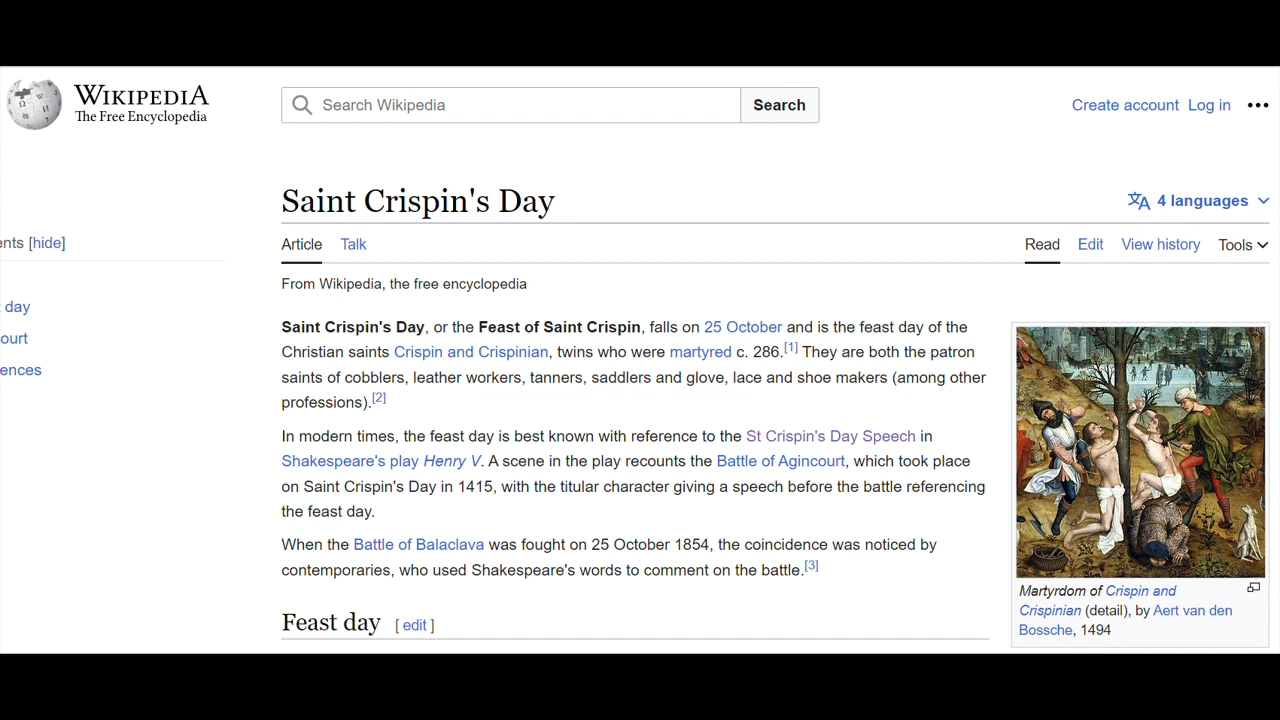 WIKIPEDIA
The Free Encyclopedia
Search Wikipedia
Search
Create account Log in
Saint Crispin's Day
4 languages
ents [hide]
day
ourt
ences
Article Talk
Read Edit View history Tools
From Wikipedia, the free encyclopedia
Saint Crispin's Day, or the Feast of Saint Crispin, falls on 25 October and is the feast day of the
Christian saints Crispin and Crispinian, twins who were martyred c. 286.[1] They are both the patron
saints of cobblers, leather workers, tanners, saddlers and glove, lace and shoe makers (among other
professions).[2]
In modern times, the feast day is best known with reference to the St Crispin's Day Speech in
Shakespeare's play Henry V. A scene in the play recounts the Battle of Agincourt, which took place
on Saint Crispin's Day in 1415, with the titular character giving a speech before the battle referencing
the feast day.
When the Battle of Balaclava was fought on 25 October 1854, the coincidence was noticed by
contemporaries, who used Shakespeare's words to comment on the battle.[3]
Feast day [ edit ]
Martyrdom of Crispin and
Crispinian (detail), by Aert van den
Bossche, 1494